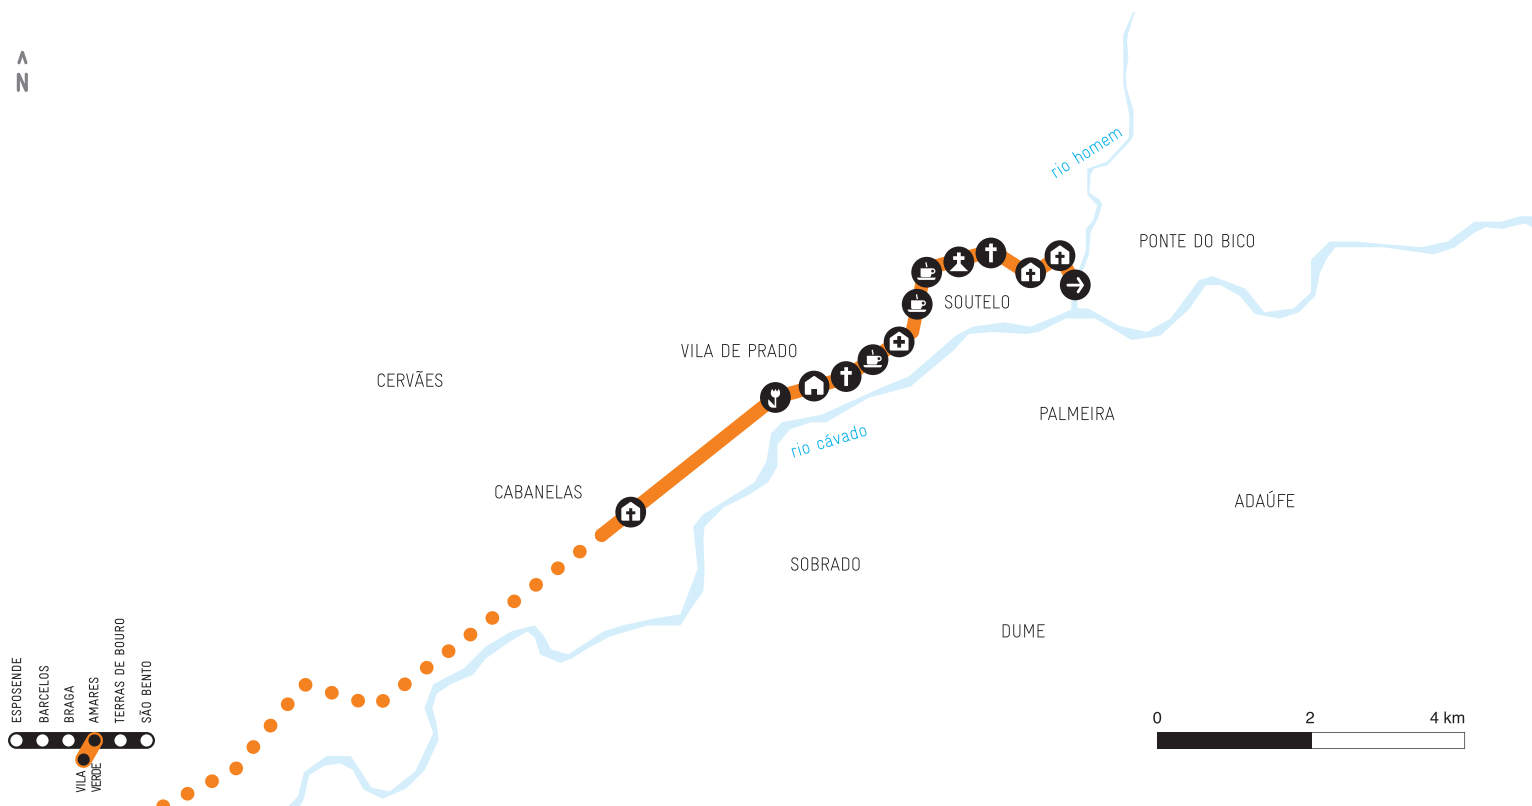 N
rio homem
PONTE DO BICO
SOUTELO
VILA DE PRADO
CERVÃES
PALMEIRA
rio cávado
CABANELAS
ADAÚFE
SOBRADO
DUME
ESPOSENDE
BARCELOS
BRAGA
AMARES
TERRAS DE BOURO
SÃO BENTO
VILA
VERDE
0 2 4 km